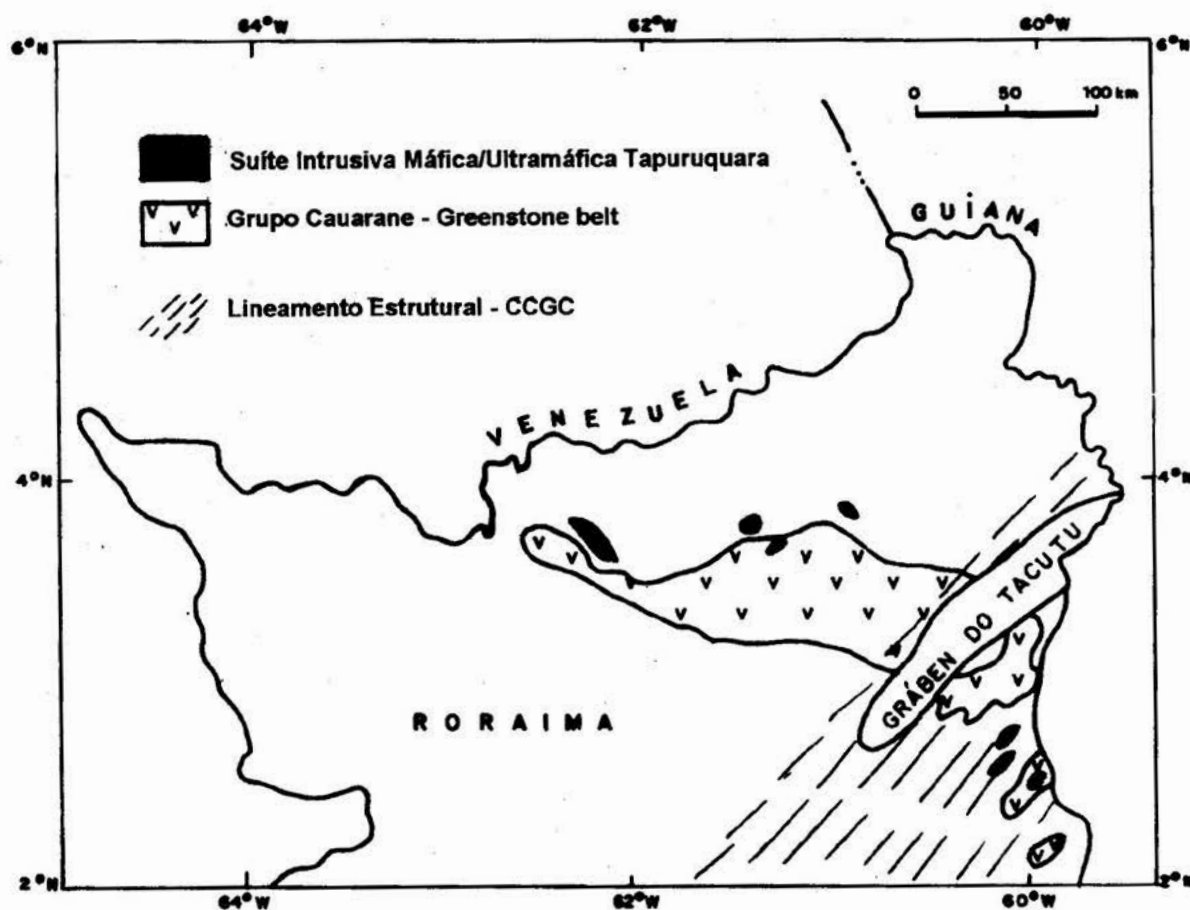 64°W 62°W 60°W
6°N 6°N
0 50 100 km
Suíte Intrusiva Máfica/Ultramáfica Tapuruquara
Grupo Cauarane - Greenstone belt
GUIANA
Lineamento Estrutural - CCGC
VENEZUELA
4°N 4°N
GRÁBEN DO TACUTU
RORAIMA
2°N 2°N
64°W 62°W 60°W